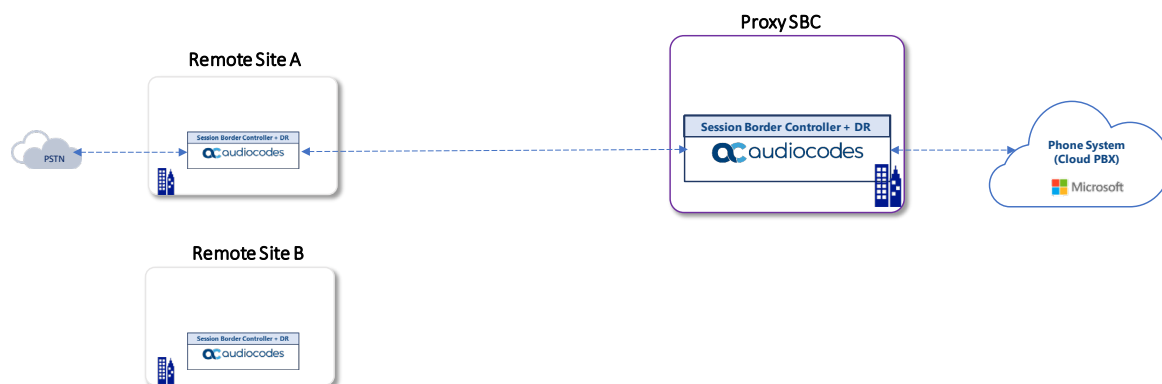 Proxy SBC
Remote Site A
Session Border Controller + DR
audiocodes
PSTN
Session Border Controller + DR
audiocodes
Phone System
(Cloud PBX)
Microsoft
Remote Site B
Session Border Controller + DR
audiocodes